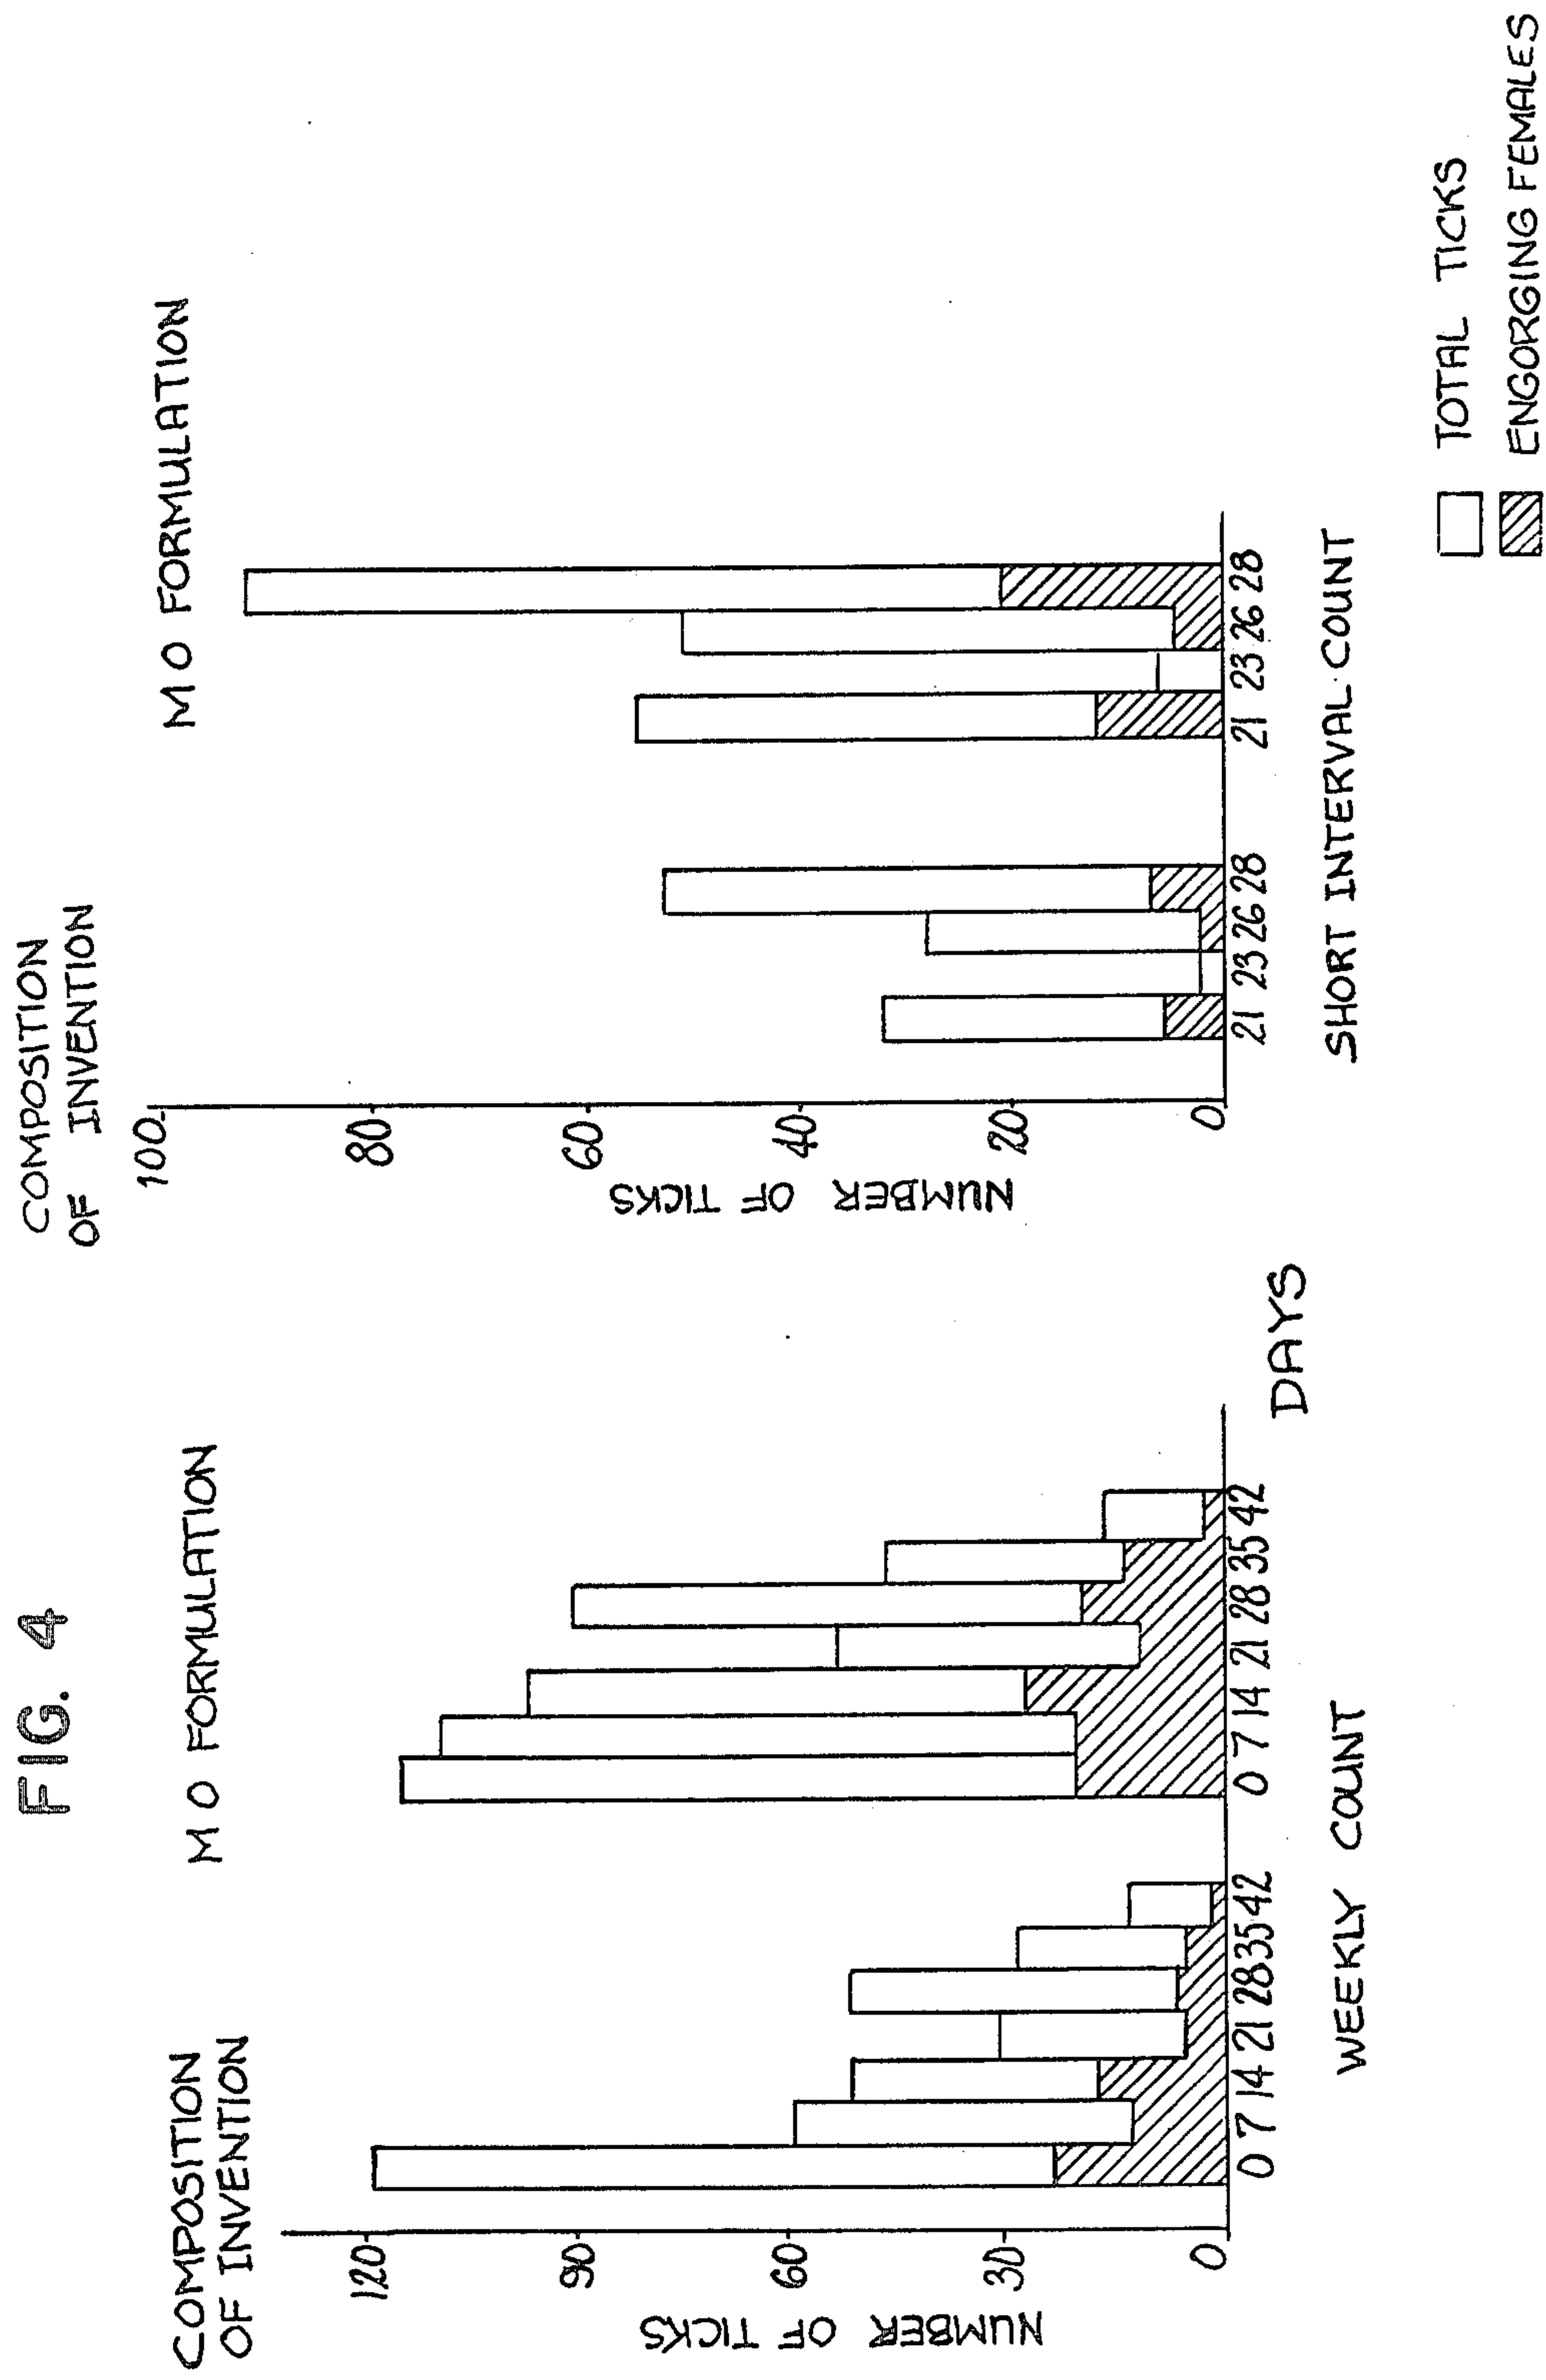 FIG. 4
COMPOSITION
OF INVENTION
M O FORMULATION
120
90
60
30
0
NUMBER OF TICKS
0 7 14 21 28 35 42
0 7 14 21 28 35 42
WEEKLY COUNT
DAYS
COMPOSITION
OF INVENTION
M O FORMULATION
100
80
60
40
20
0
NUMBER OF TICKS
21 23 26 28
21 23 26 28
SHORT INTERVAL COUNT
TOTAL TICKS
ENGORGING FEMALES